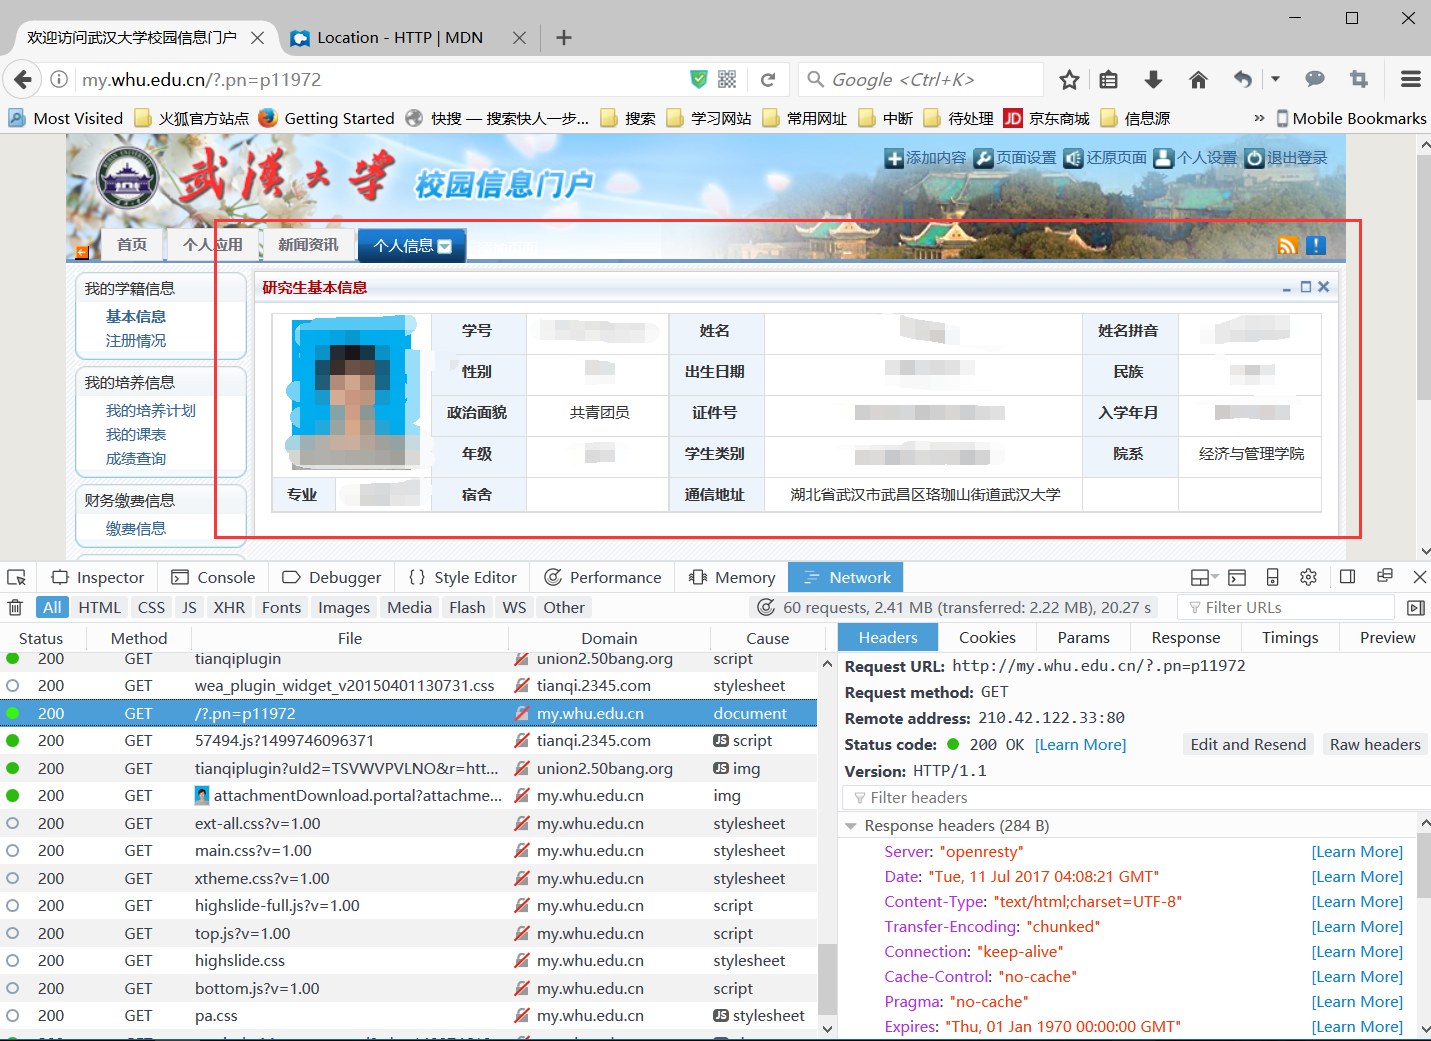 欢迎访问武汉大学校园信息门户
Location - HTTP | MDN
my.whu.edu.cn/?.pn=p11972
Google <Ctrl+K>
Most Visited 火狐官方站点 Getting Started 快搜 — 搜索快人一步... 搜索 学习网站 常用网址 中断 待处理 JD 京东商城 信息源 » Mobile Bookmarks
武漢大学 校园信息门户
添加内容 页面设置 还原页面 个人设置 退出登录
首页 个人应用 新闻资讯 个人信息
我的学籍信息
基本信息
注册情况
我的培养信息
我的培养计划
我的课表
成绩查询
财务缴费信息
缴费信息
研究生基本信息
学号 姓名 姓名拼音
性别 出生日期 民族
政治面貌 共青团员 证件号 入学年月
年级 学生类别 院系 经济与管理学院
专业 宿舍 通信地址 湖北省武汉市武昌区珞珈山街道武汉大学
Inspector Console Debugger Style Editor Performance Memory Network
All HTML CSS JS XHR Fonts Images Media Flash WS Other 60 requests, 2.41 MB (transferred: 2.22 MB), 20.27 s Filter URLs
Status Method File Domain Cause
200 GET tianqiplugin union2.50bang.org script
200 GET wea_plugin_widget_v20150401130731.css tianqi.2345.com stylesheet
200 GET /?.pn=p11972 my.whu.edu.cn document
200 GET 57494.js?1499746096371 tianqi.2345.com JS script
200 GET tianqiplugin?uId2=TSVWVPVLNO&r=htt... union2.50bang.org JS img
200 GET attachmentDownload.portal?attachme... my.whu.edu.cn img
200 GET ext-all.css?v=1.00 my.whu.edu.cn stylesheet
200 GET main.css?v=1.00 my.whu.edu.cn stylesheet
200 GET xtheme.css?v=1.00 my.whu.edu.cn stylesheet
200 GET highslide-full.js?v=1.00 my.whu.edu.cn script
200 GET top.js?v=1.00 my.whu.edu.cn script
200 GET highslide.css my.whu.edu.cn stylesheet
200 GET bottom.js?v=1.00 my.whu.edu.cn script
200 GET pa.css my.whu.edu.cn JS stylesheet
Headers Cookies Params Response Timings Preview
Request URL: http://my.whu.edu.cn/?.pn=p11972
Request method: GET
Remote address: 210.42.122.33:80
Status code: 200 OK [Learn More] Edit and Resend Raw headers
Version: HTTP/1.1
Filter headers
Response headers (284 B)
Server: "openresty" [Learn More]
Date: "Tue, 11 Jul 2017 04:08:21 GMT" [Learn More]
Content-Type: "text/html;charset=UTF-8" [Learn More]
Transfer-Encoding: "chunked" [Learn More]
Connection: "keep-alive" [Learn More]
Cache-Control: "no-cache" [Learn More]
Pragma: "no-cache" [Learn More]
Expires: "Thu, 01 Jan 1970 00:00:00 GMT" [Learn More]